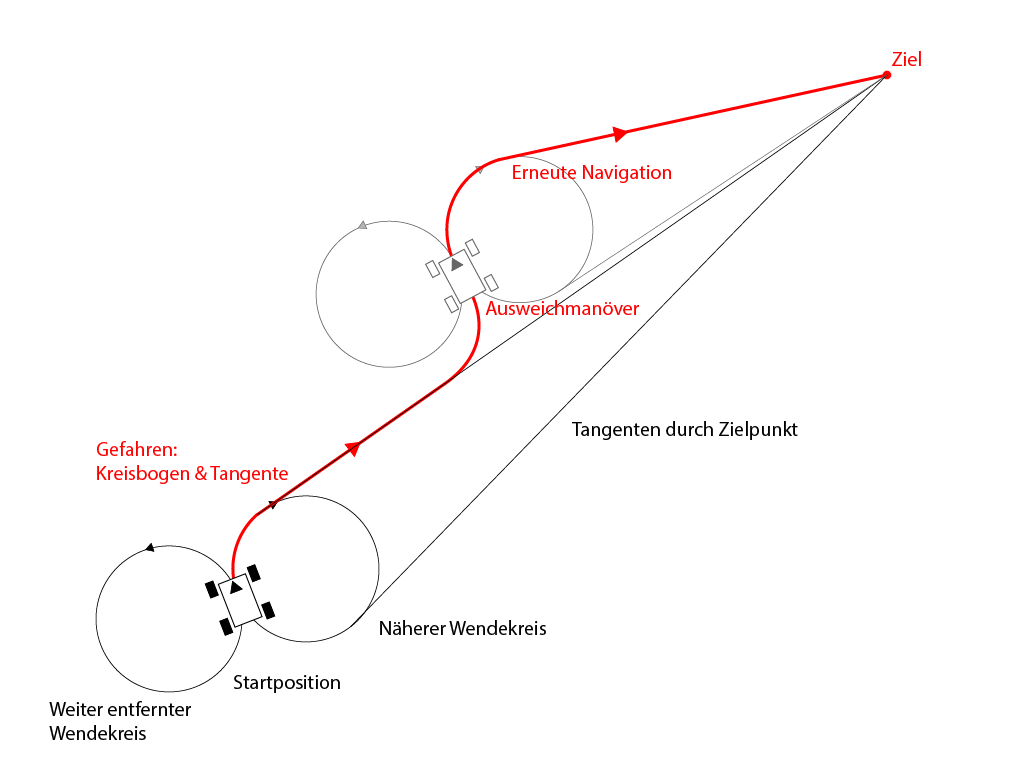 Ziel
Erneute Navigation
Ausweichmanöver
Tangenten durch Zielpunkt
Gefahren:
Kreisbogen & Tangente
Näherer Wendekreis
Startposition
Weiter entfernter
Wendekreis